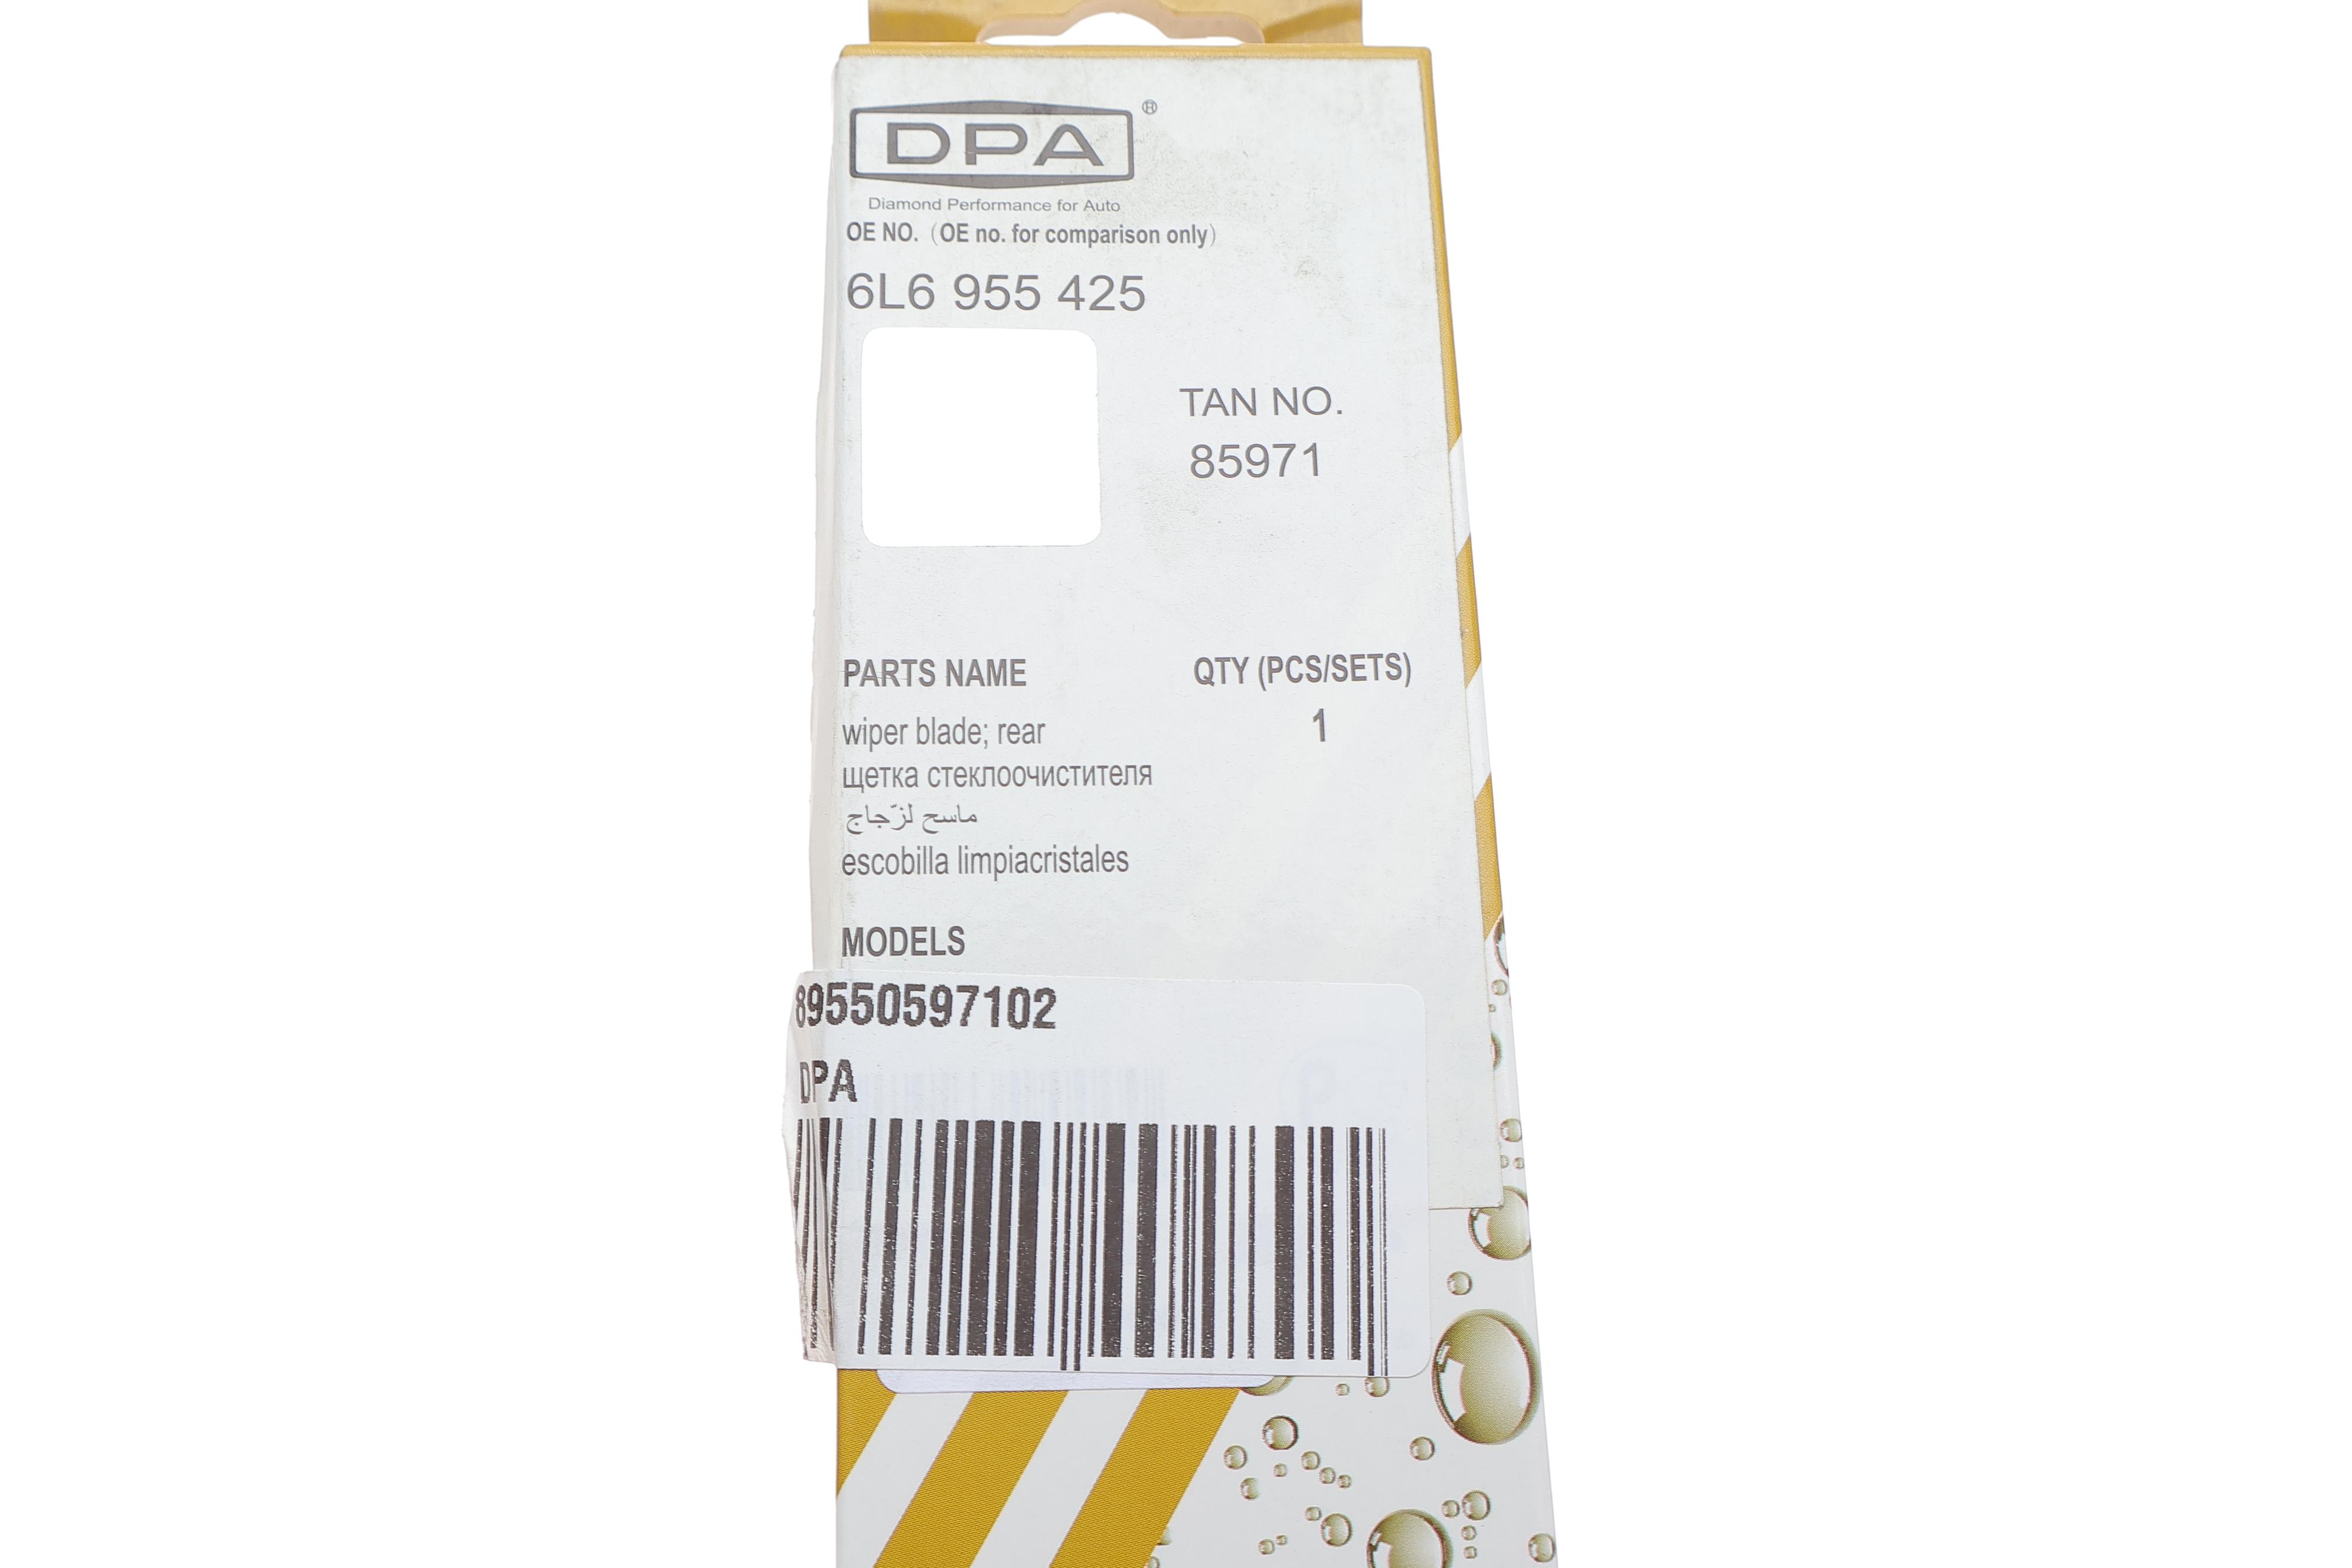 DPA®
Diamond Performance for Auto
OE NO. (OE no. for comparison only)
6L6 955 425
TAN NO.
85971
PARTS NAME QTY (PCS/SETS)
wiper blade; rear 1
щетка стеклоочистителя
ماسح لزّجاج
escobilla limpiacristales
MODELS
89550597102
DPA